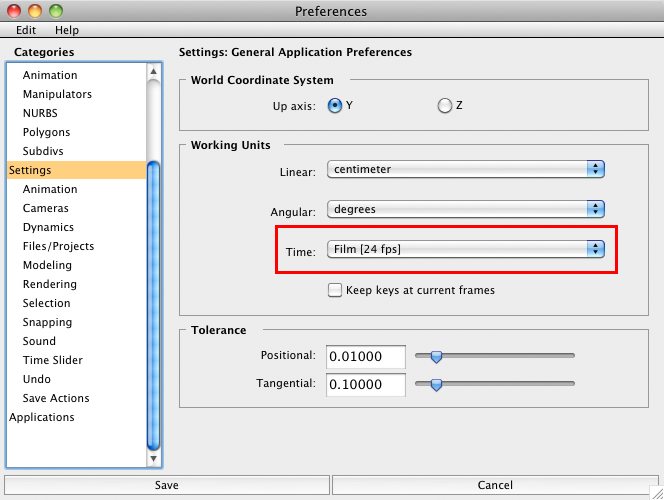 Preferences
Edit Help
Categories
Animation
Manipulators
NURBS
Polygons
Subdivs
Settings
Animation
Cameras
Dynamics
Files/Projects
Modeling
Rendering
Selection
Snapping
Sound
Time Slider
Undo
Save Actions
Applications
Settings: General Application Preferences
World Coordinate System
Up axis: Y Z
Working Units
Linear: centimeter
Angular: degrees
Time: Film [24 fps]
Keep keys at current frames
Tolerance
Positional: 0.01000
Tangential: 0.10000
Save Cancel